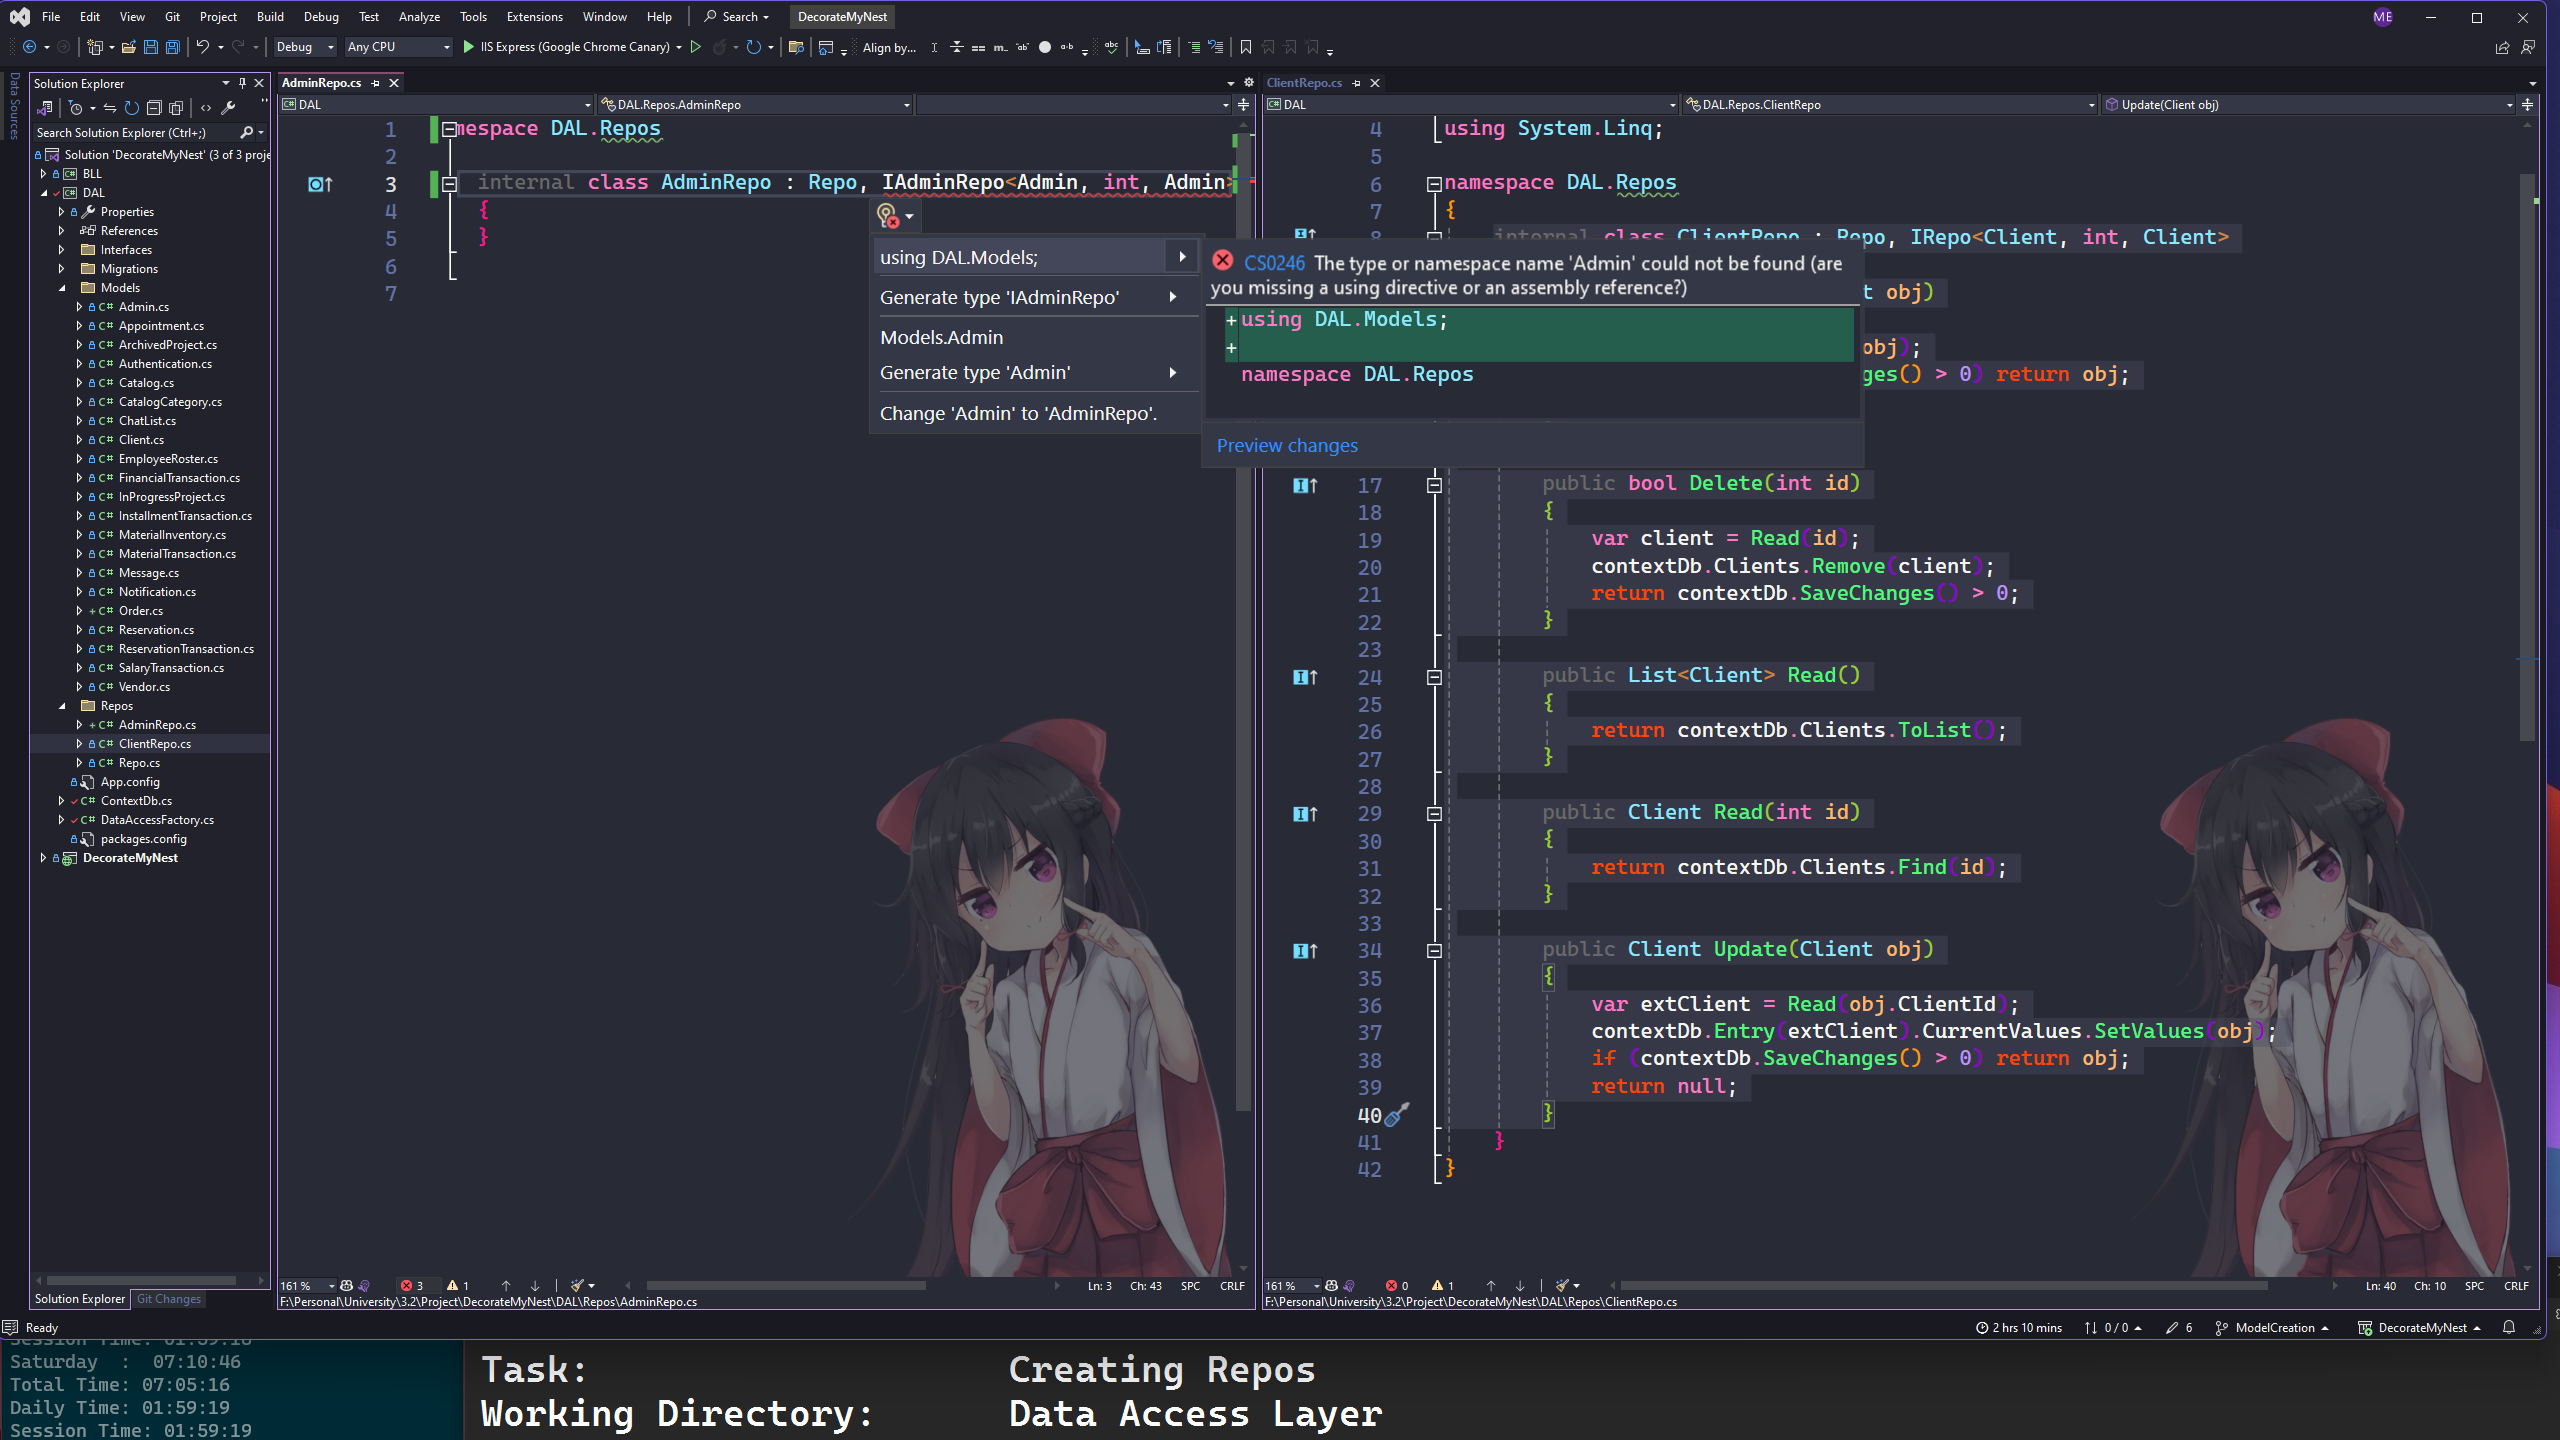 File Edit View Git Project Build Debug Test Analyze Tools Extensions Window Help Search DecorateMyNest ME
Debug Any CPU IIS Express (Google Chrome Canary) Align by...
Data Sources
Solution Explorer
Search Solution Explorer (Ctrl+;)
Solution 'DecorateMyNest' (3 of 3 proje
BLL
DAL
Properties
References
Interfaces
Migrations
Models
Admin.cs
Appointment.cs
ArchivedProject.cs
Authentication.cs
Catalog.cs
CatalogCategory.cs
ChatList.cs
Client.cs
EmployeeRoster.cs
FinancialTransaction.cs
InProgressProject.cs
InstallmentTransaction.cs
MaterialInventory.cs
MaterialTransaction.cs
Message.cs
Notification.cs
Order.cs
Reservation.cs
ReservationTransaction.cs
SalaryTransaction.cs
Vendor.cs
Repos
AdminRepo.cs
ClientRepo.cs
Repo.cs
App.config
ContextDb.cs
DataAccessFactory.cs
packages.config
DecorateMyNest
Solution Explorer Git Changes
AdminRepo.cs
DAL DAL.Repos.AdminRepo
1 mespace DAL.Repos
2
3 internal class AdminRepo : Repo, IAdminRepo<Admin, int, Admin>
4 {
5 }
6
7
using DAL.Models;
Generate type 'IAdminRepo'
Models.Admin
Generate type 'Admin'
Change 'Admin' to 'AdminRepo'.
CS0246 The type or namespace name 'Admin' could not be found (are
you missing a using directive or an assembly reference?)
+using DAL.Models;
+
namespace DAL.Repos
Preview changes
161 % 3 1 Ln: 3 Ch: 43 SPC CRLF
F:\Personal\University\3.2\Project\DecorateMyNest\DAL\Repos\AdminRepo.cs
ClientRepo.cs
DAL DAL.Repos.ClientRepo Update(Client obj)
4 using System.Linq;
5
6 namespace DAL.Repos
7 {
8 internal class ClientRepo : Repo, IRepo<Client, int, Client>
t obj)
obj);
ges() > 0) return obj;
17 public bool Delete(int id)
18 {
19 var client = Read(id);
20 contextDb.Clients.Remove(client);
21 return contextDb.SaveChanges() > 0;
22 }
23
24 public List<Client> Read()
25 {
26 return contextDb.Clients.ToList();
27 }
28
29 public Client Read(int id)
30 {
31 return contextDb.Clients.Find(id);
32 }
33
34 public Client Update(Client obj)
35 {
36 var extClient = Read(obj.ClientId);
37 contextDb.Entry(extClient).CurrentValues.SetValues(obj);
38 if (contextDb.SaveChanges() > 0) return obj;
39 return null;
40 }
41 }
42 }
161 % 0 1 Ln: 40 Ch: 10 SPC CRLF
F:\Personal\University\3.2\Project\DecorateMyNest\DAL\Repos\ClientRepo.cs
Ready 2 hrs 10 mins 0 / 0 6 ModelCreation DecorateMyNest
Session Time: 01:59:18
Saturday : 07:10:46
Total Time: 07:05:16
Daily Time: 01:59:19
Session Time: 01:59:19
Task: Creating Repos
Working Directory: Data Access Layer